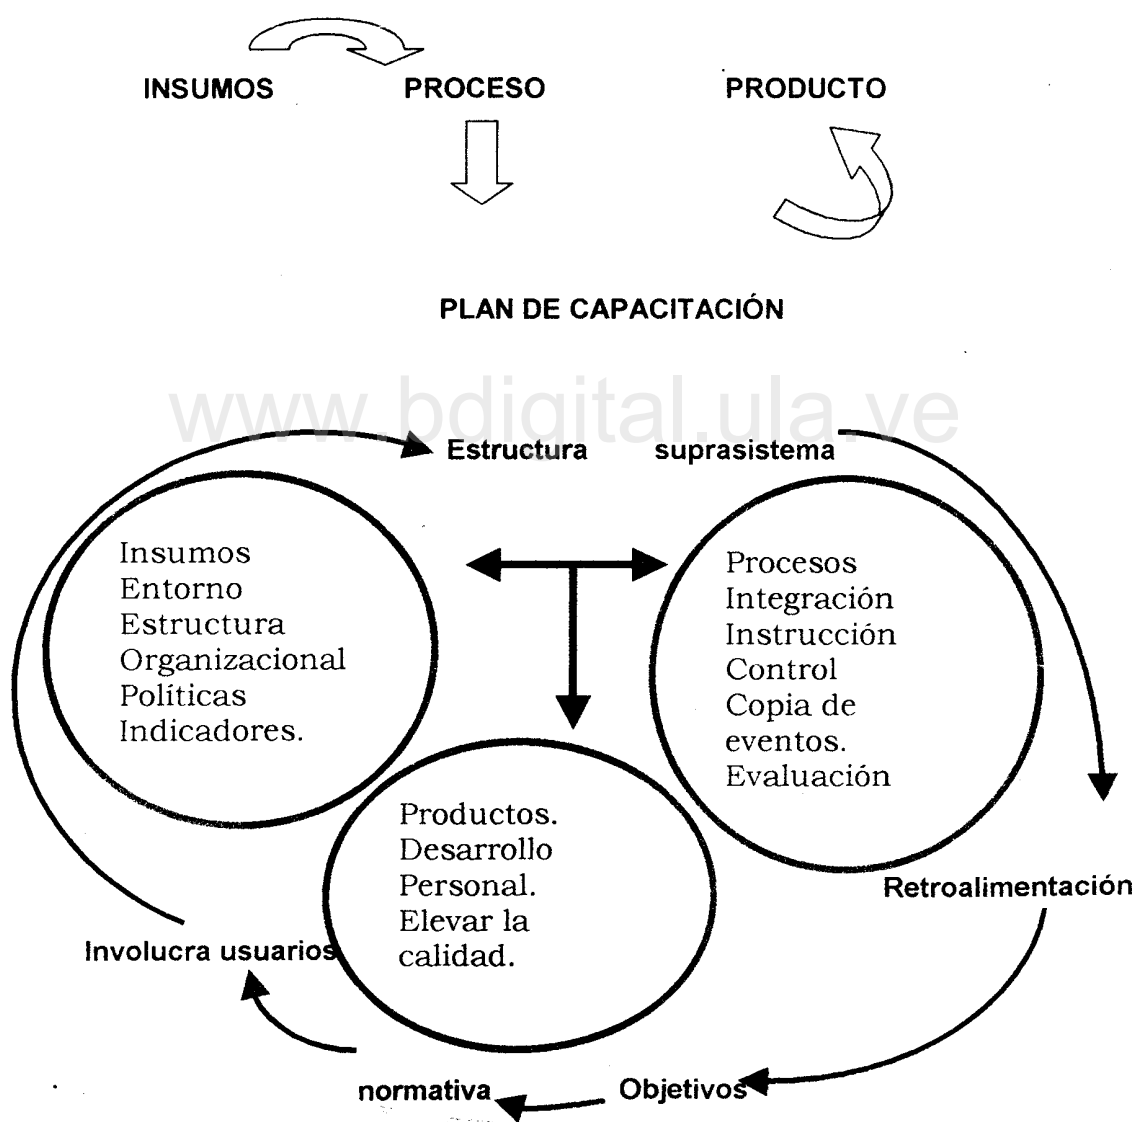 INSUMOS PROCESO PRODUCTO
PLAN DE CAPACITACIÓN
www.bdigital.ula.ve
Estructura suprasistema
Insumos
Entorno
Estructura
Organizacional
Políticas
Indicadores.
Procesos
Integración
Instrucción
Control
Copia de
eventos.
Evaluación
Productos.
Desarrollo
Personal.
Elevar la
calidad.
Retroalimentación
Involucra usuarios
normativa Objetivos